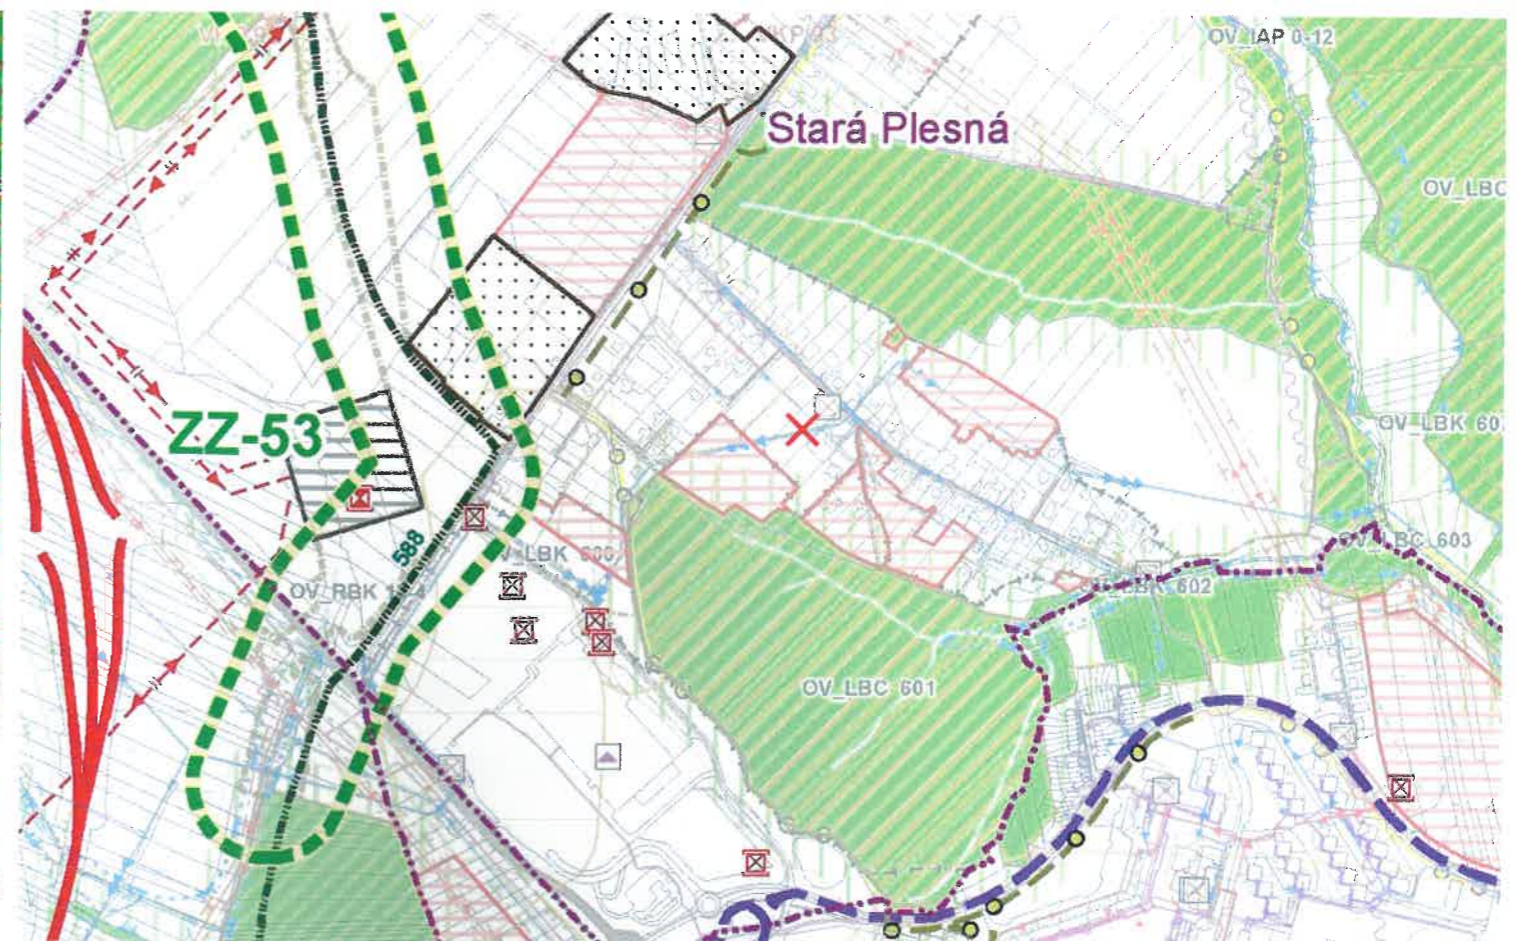 OV_IAP 0-12
Stará Plesná
OV_LBC
ZZ-53
OV_LBK 60
588
LBK 600
OV_LBC 603
OV_RBK
LBK 602
OV_LBC 601